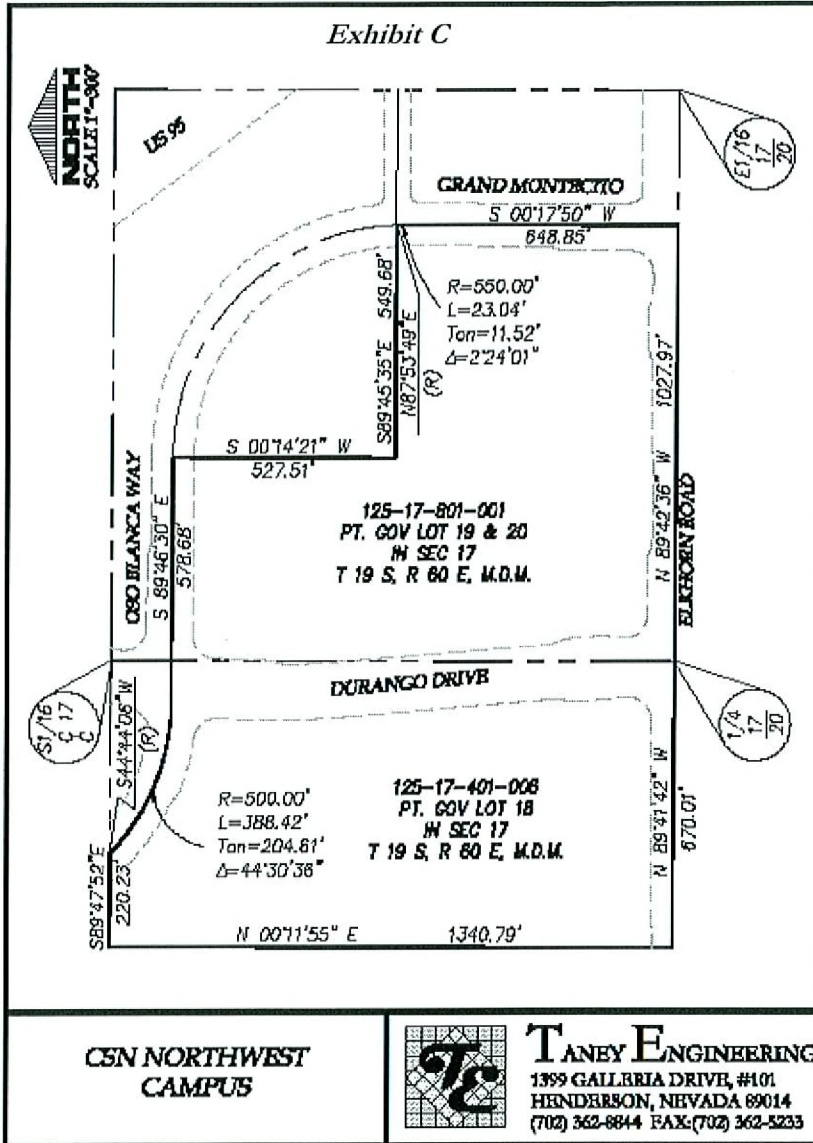 Exhibit C
NORTH
SCALE 1"=300'
US 95
E1/16
17
20
GRAND MONTECITO
S 00°17'50" W
648.85'
R=550.00'
L=23.04'
Tan=11.52'
Δ=2°24'01"
S89°45'35"E 549.68'
N87°53'49"E
(R)
S 00°14'21" W
527.51'
OSO BLANCA WAY
S 89°46'30" E
578.68'
125-17-801-001
PT. GOV LOT 19 & 20
IN SEC 17
T 19 S, R 60 E, M.D.M.
N 89°42'36" W 1027.97'
ELKHORN ROAD
DURANGO DRIVE
S1/16
C 17
C
S44°44'06"W
(R)
1/4
17
20
R=500.00'
L=388.42'
Tan=204.61'
Δ=44°30'36"
125-17-401-006
PT. GOV LOT 18
IN SEC 17
T 19 S, R 60 E, M.D.M.
N 89°41'42" W
670.01'
S89°47'52"E
220.23'
N 00°11'55" E 1340.79'
CSN NORTHWEST
CAMPUS
TE
TANEY ENGINEERING
1399 GALLERIA DRIVE, #101
HENDERSON, NEVADA 89014
(702) 362-8844 FAX:(702) 362-5233